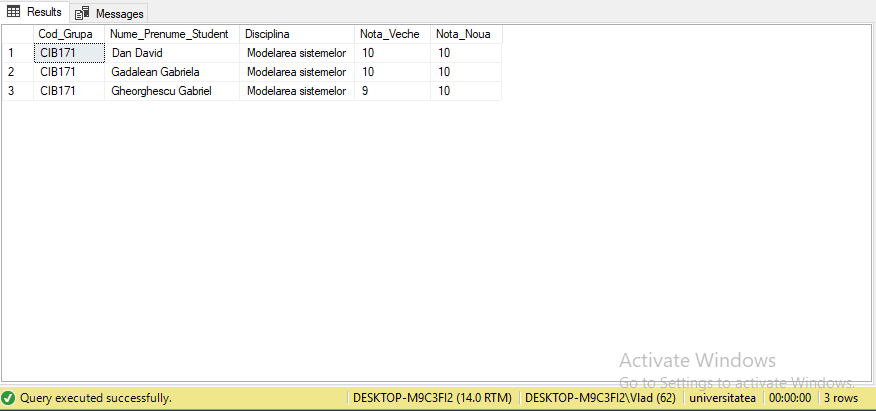 Results Messages
Cod_Grupa Nume_Prenume_Student Disciplina Nota_Veche Nota_Noua
1 CIB171 Dan David Modelarea sistemelor 10 10
2 CIB171 Gadalean Gabriela Modelarea sistemelor 10 10
3 CIB171 Gheorghescu Gabriel Modelarea sistemelor 9 10
Activate Windows
Go to Settings to activate Windows.
Query executed successfully. DESKTOP-M9C3FI2 (14.0 RTM) DESKTOP-M9C3FI2\Vlad (62) universitatea 00:00:00 3 rows